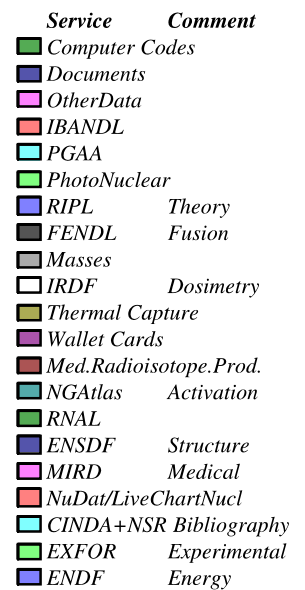 Service Comment
Computer Codes
Documents
OtherData
IBANDL
PGAA
PhotoNuclear
RIPL Theory
FENDL Fusion
Masses
IRDF Dosimetry
Thermal Capture
Wallet Cards
Med.Radioisotope.Prod.
NGAtlas Activation
RNAL
ENSDF Structure
MIRD Medical
NuDat/LiveChartNucl
CINDA+NSR Bibliography
EXFOR Experimental
ENDF Energy